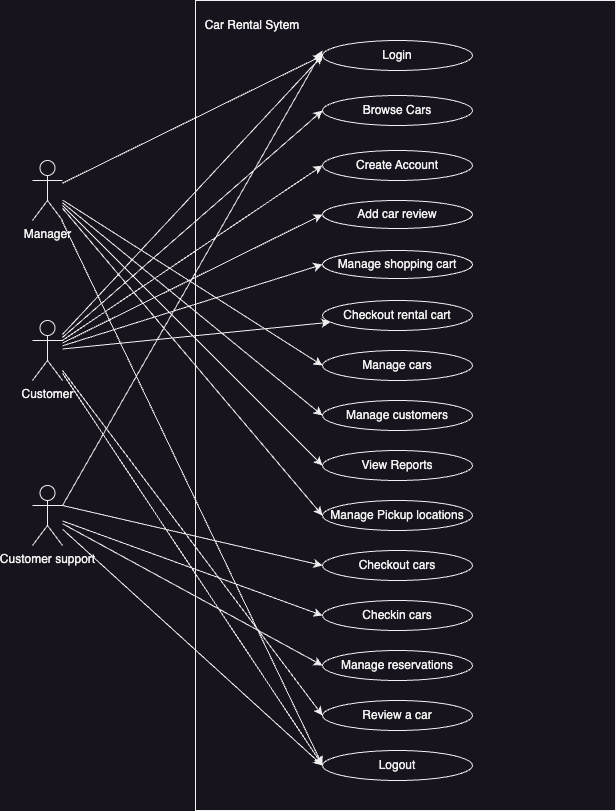 Car Rental Sytem
Login
Browse Cars
Create Account
Add car review
Manager
Manage shopping cart
Checkout rental cart
Manage cars
Customer
Manage customers
View Reports
Manage Pickup locations
Customer support
Checkout cars
Checkin cars
Manage reservations
Review a car
Logout